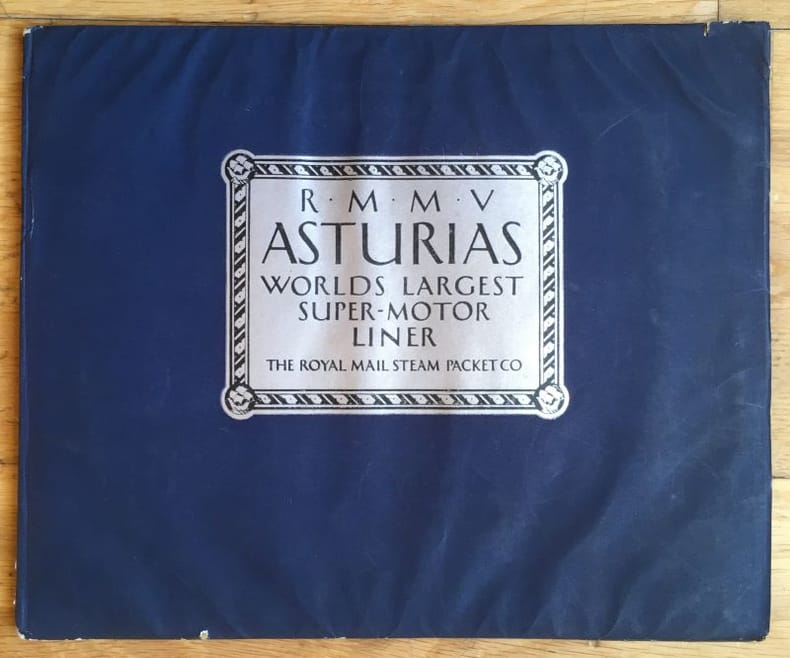 R·M·M·V
ASTURIAS
WORLDS LARGEST
SUPER-MOTOR
LINER
THE ROYAL MAIL STEAM PACKET CO